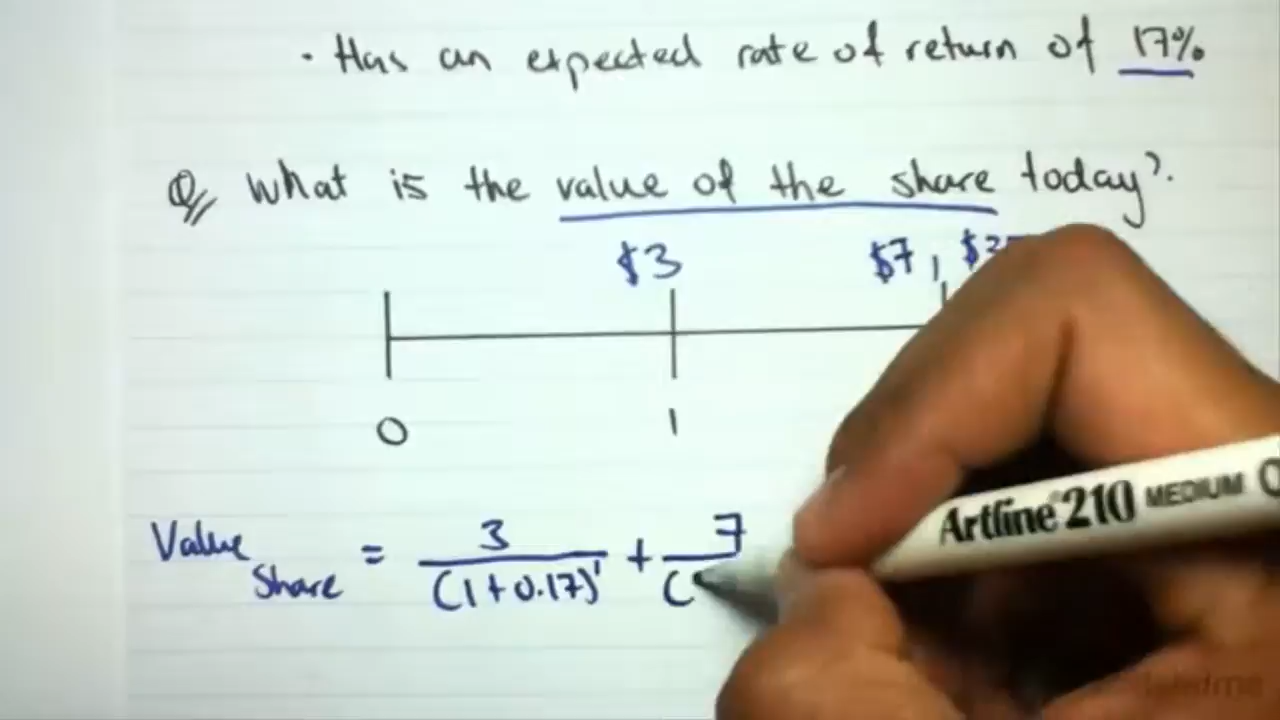 · Has an expected rate of return of 17%
Q, What is the value of the share today?
$3 $7, 
0 1
Value Share = 3 / (1+0.17)¹ + 7 / (
Artline 210 MEDIUM